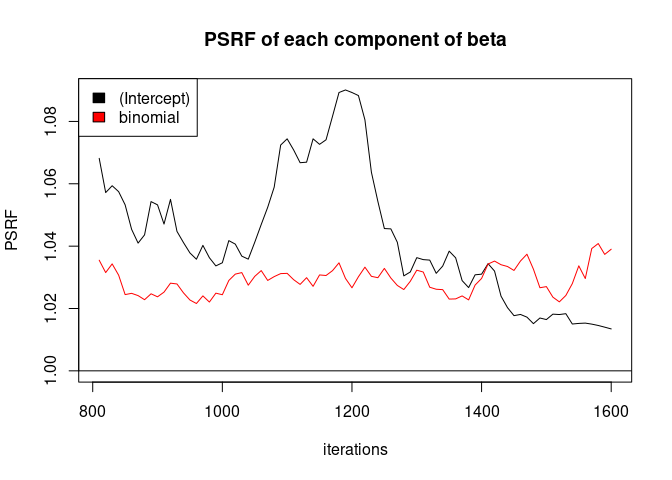 PSRF of each component of beta
(Intercept)
binomial
PSRF
1.08
1.06
1.04
1.02
1.00
800 1000 1200 1400 1600
iterations